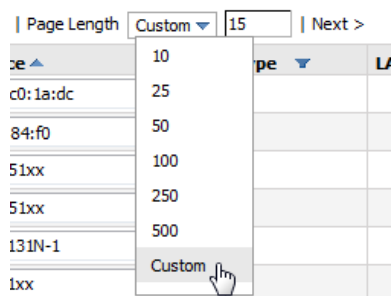 | Page Length Custom 15 | Next >
ce pe LA
c0:1a:dc
10
84:f0
25
51xx
50
51xx
100
131N-1
250
1xx
500
Custom